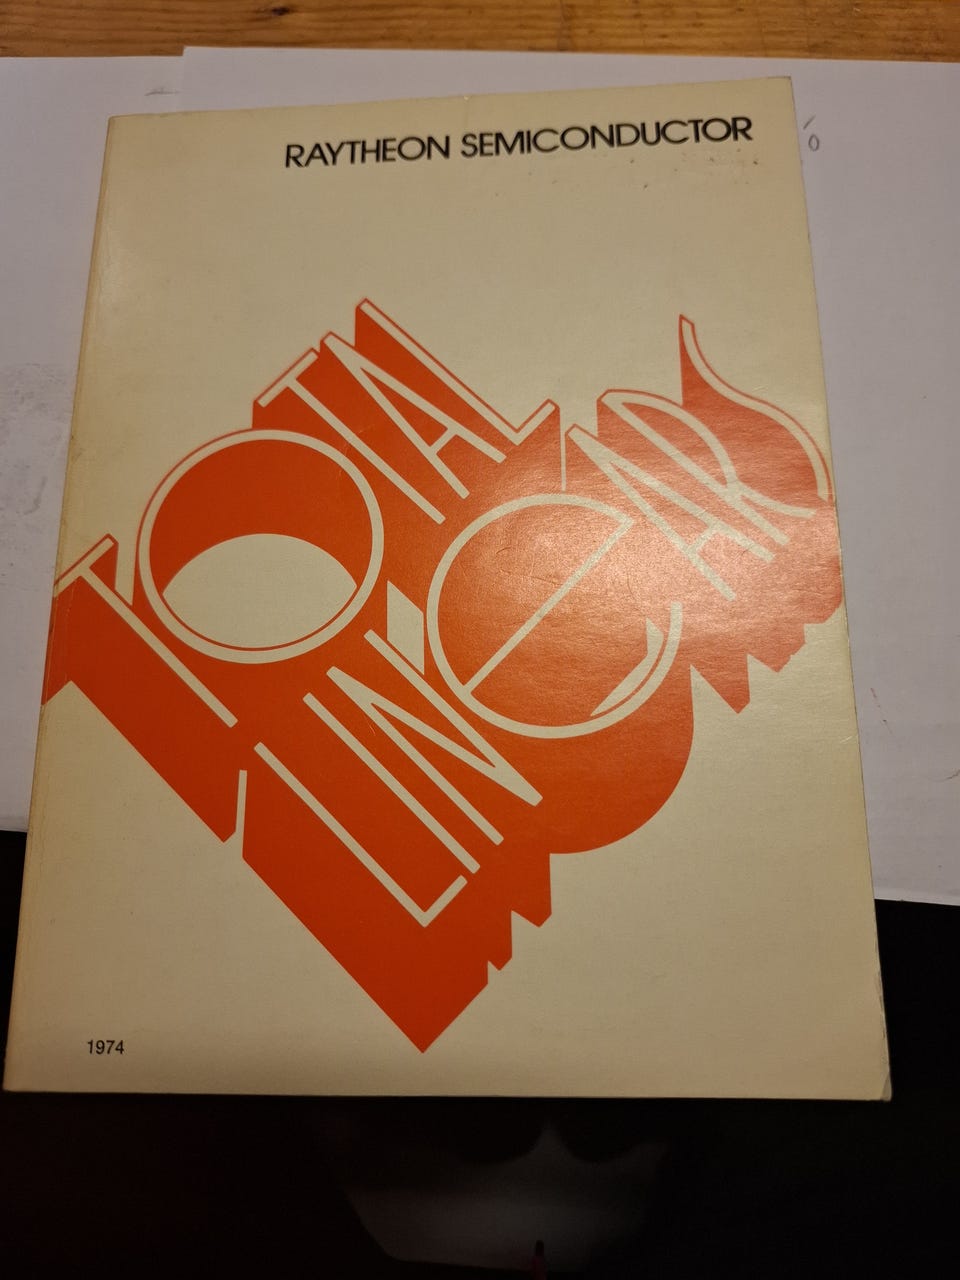 RAYTHEON SEMICONDUCTOR
TOTAL
LINEARS
1974